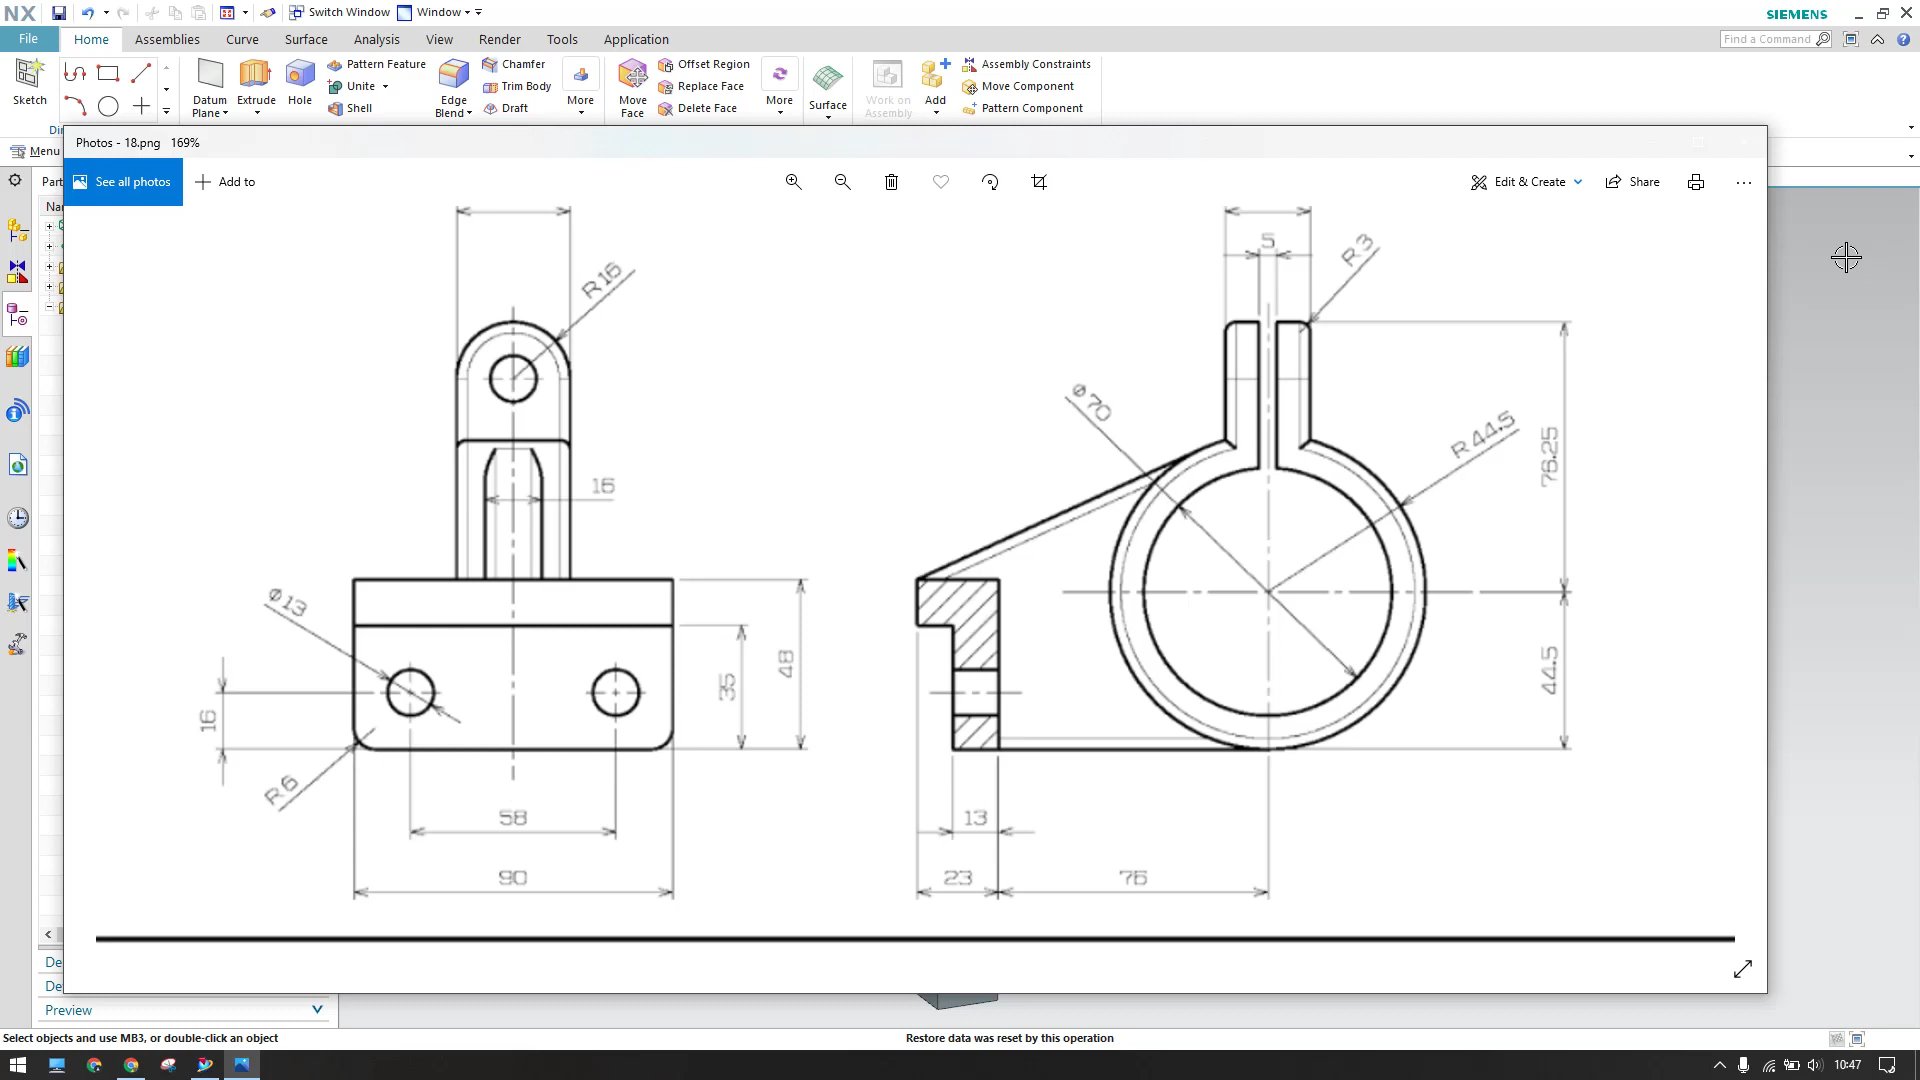 NX
Switch Window
Window
SIEMENS
File
Home
Assemblies
Curve
Surface
Analysis
View
Render
Tools
Application
Find a Command
Sketch
Datum
Plane
Extrude
Hole
Pattern Feature
Unite
Shell
Edge
Blend
Chamfer
Trim Body
Draft
More
Move
Face
Offset Region
Replace Face
Delete Face
More
Surface
Work on
Assembly
Add
Assembly Constraints
Move Component
Pattern Component
Menu
Photos - 18.png 169%
See all photos
Add to
Edit & Create
Share
5
R3
R16
Ø70
R 44.5
76.25
16
Ø13
35
48
44.5
16
R6
58
13
90
23
76
Preview
Select objects and use MB3, or double-click an object
Restore data was reset by this operation
10:47